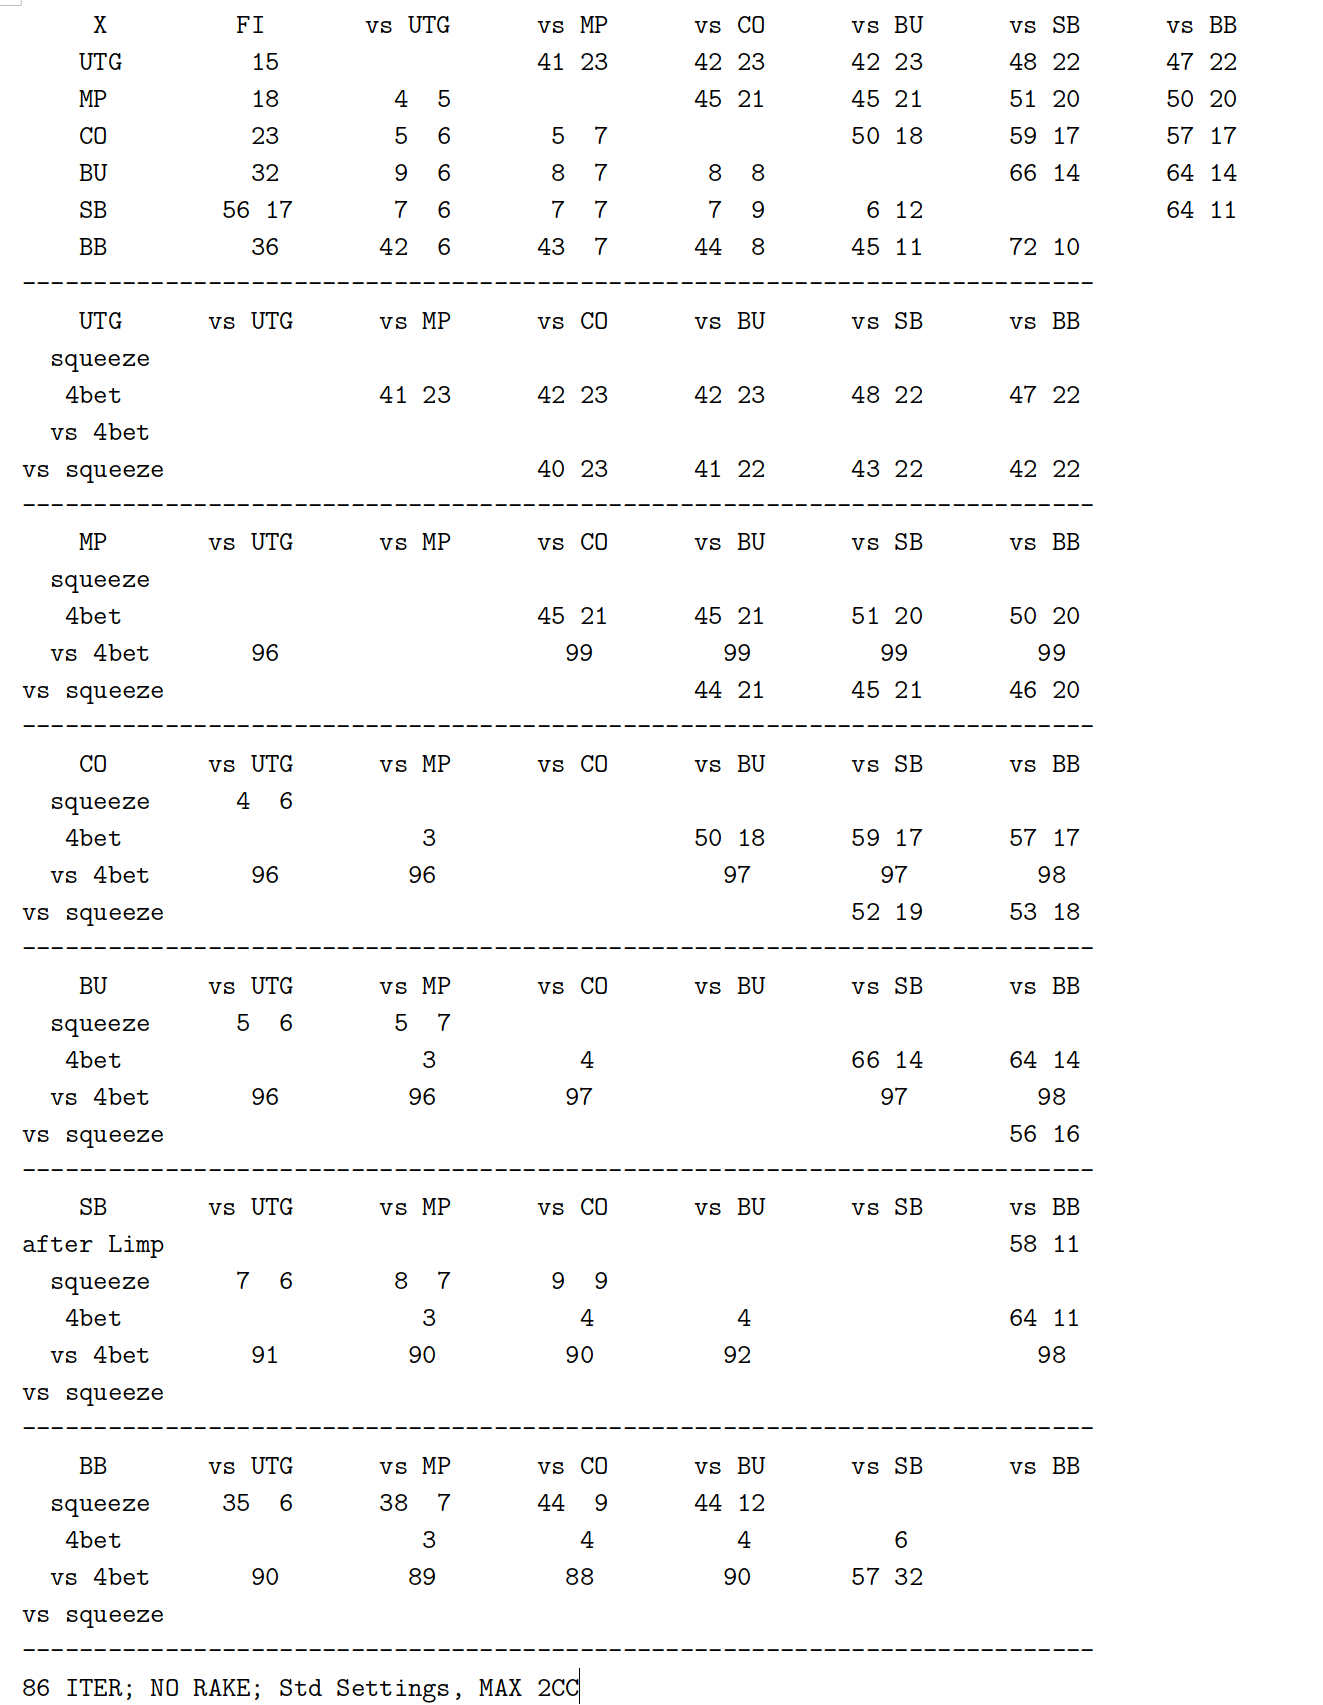 X FI vs UTG vs MP vs CO vs BU vs SB vs BB
UTG 15 41 23 42 23 42 23 48 22 47 22
MP 18 4 5 45 21 45 21 51 20 50 20
CO 23 5 6 5 7 50 18 59 17 57 17
BU 32 9 6 8 7 8 8 66 14 64 14
SB 56 17 7 6 7 7 7 9 6 12 64 11
BB 36 42 6 43 7 44 8 45 11 72 10
----------------------------------------------------------------------------
UTG vs UTG vs MP vs CO vs BU vs SB vs BB
squeeze
4bet 41 23 42 23 42 23 48 22 47 22
vs 4bet
vs squeeze 40 23 41 22 43 22 42 22
----------------------------------------------------------------------------
MP vs UTG vs MP vs CO vs BU vs SB vs BB
squeeze
4bet 45 21 45 21 51 20 50 20
vs 4bet 96 99 99 99 99
vs squeeze 44 21 45 21 46 20
----------------------------------------------------------------------------
CO vs UTG vs MP vs CO vs BU vs SB vs BB
squeeze 4 6
4bet 3 50 18 59 17 57 17
vs 4bet 96 96 97 97 98
vs squeeze 52 19 53 18
----------------------------------------------------------------------------
BU vs UTG vs MP vs CO vs BU vs SB vs BB
squeeze 5 6 5 7
4bet 3 4 66 14 64 14
vs 4bet 96 96 97 97 98
vs squeeze 56 16
----------------------------------------------------------------------------
SB vs UTG vs MP vs CO vs BU vs SB vs BB
after Limp 58 11
squeeze 7 6 8 7 9 9
4bet 3 4 4 64 11
vs 4bet 91 90 90 92 98
vs squeeze
----------------------------------------------------------------------------
BB vs UTG vs MP vs CO vs BU vs SB vs BB
squeeze 35 6 38 7 44 9 44 12
4bet 3 4 4 6
vs 4bet 90 89 88 90 57 32
vs squeeze
----------------------------------------------------------------------------
86 ITER; NO RAKE; Std Settings, MAX 2CC